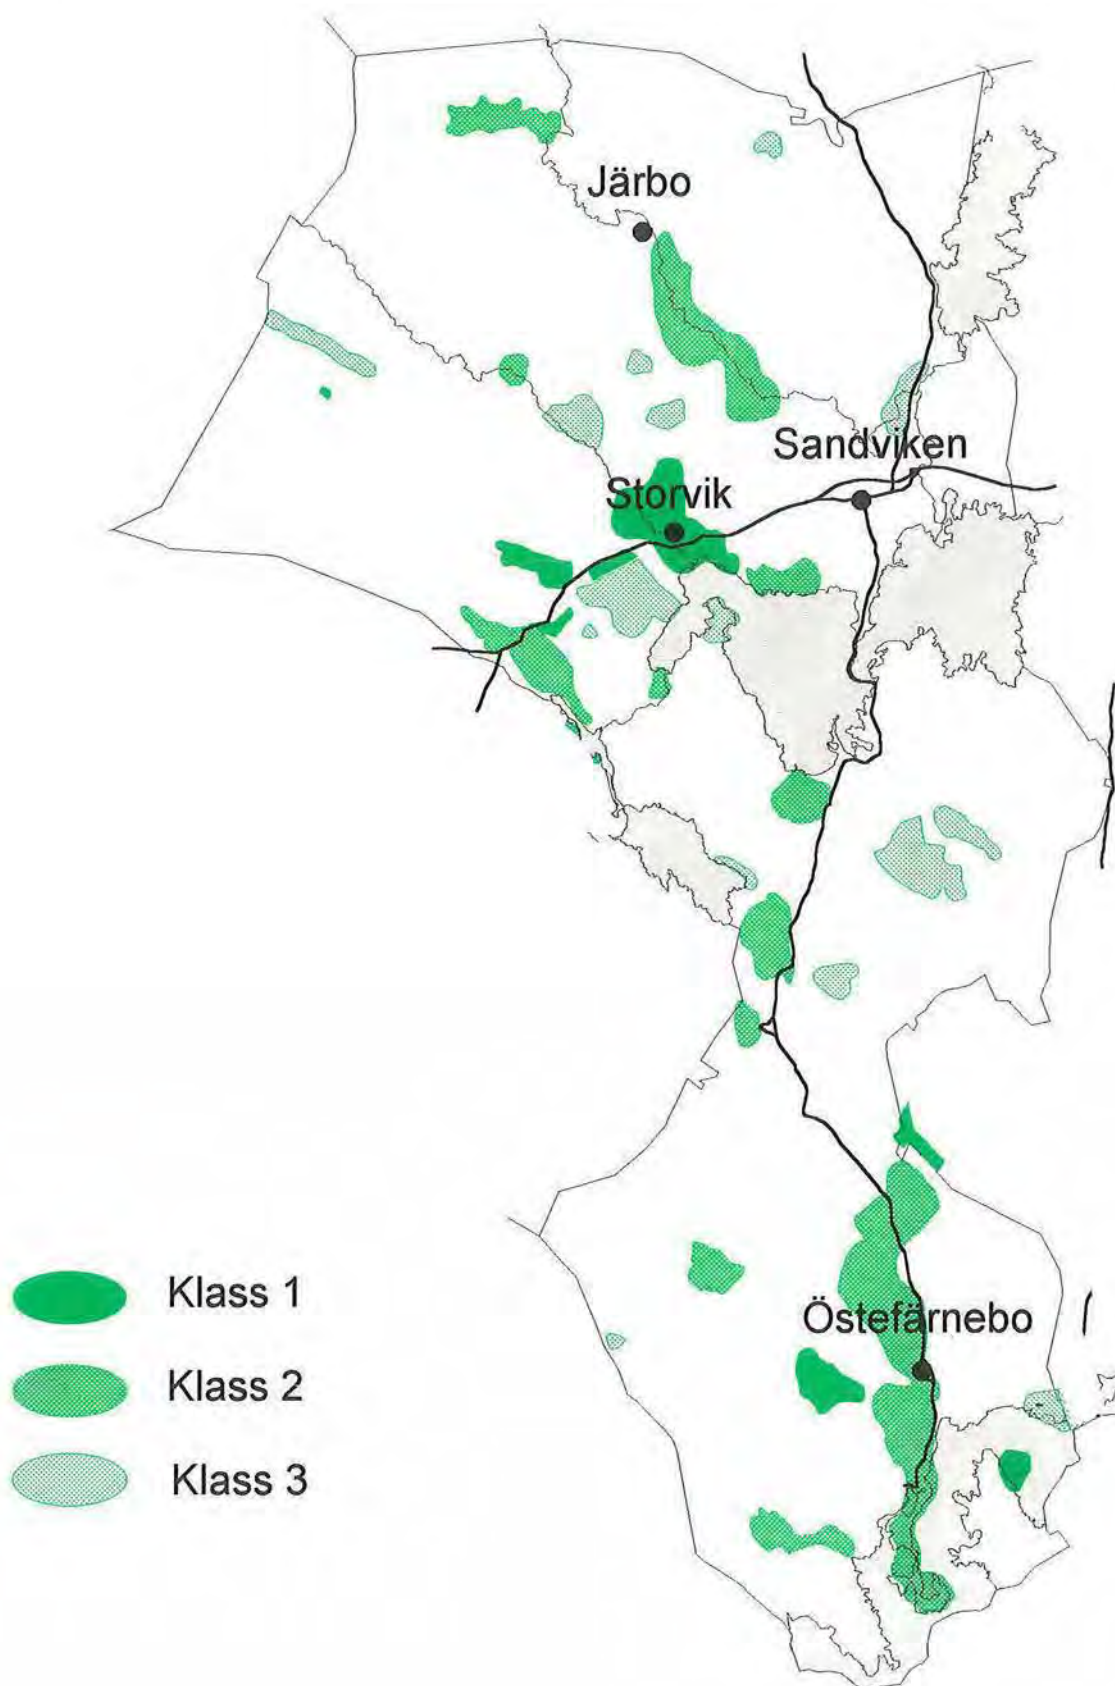 Järbo
Sandviken
Storvik
Klass 1
Östefärnebo
Klass 2
Klass 3